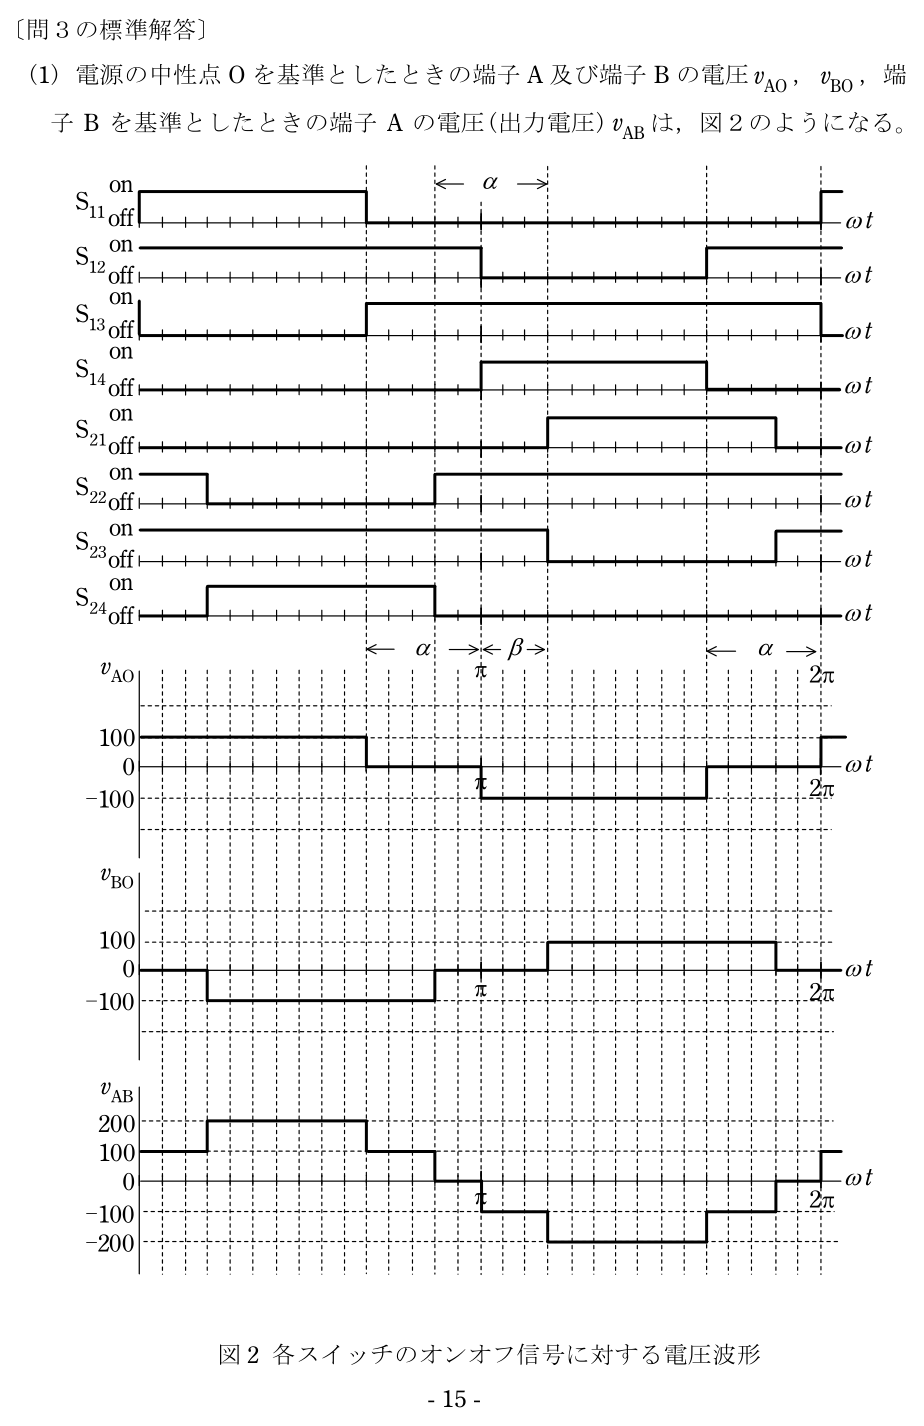 〔問３の標準解答〕
(1) 電源の中性点 O を基準としたときの端子 A 及び端子 B の電圧 vAO，vBO，端
子 B を基準としたときの端子 A の電圧(出力電圧) vAB は，図２のようになる。
α
S11 on off ωt
S12 on off ωt
S13 on off ωt
S14 on off ωt
S21 on off ωt
S22 on off ωt
S23 on off ωt
S24 on off ωt
α β α
π 2π
vAO
100
0 ωt
π 2π
−100
vBO
100
0 ωt
π 2π
−100
vAB
200
100
0 ωt
π 2π
−100
−200
図２ 各スイッチのオンオフ信号に対する電圧波形
- 15 -